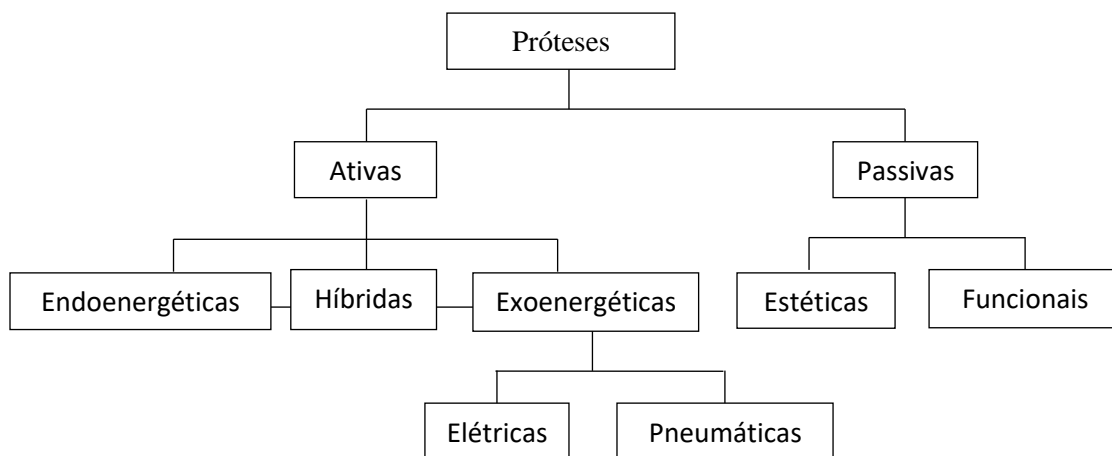 Próteses
Ativas
Passivas
Endoenergéticas
Híbridas
Exoenergéticas
Estéticas
Funcionais
Elétricas
Pneumáticas